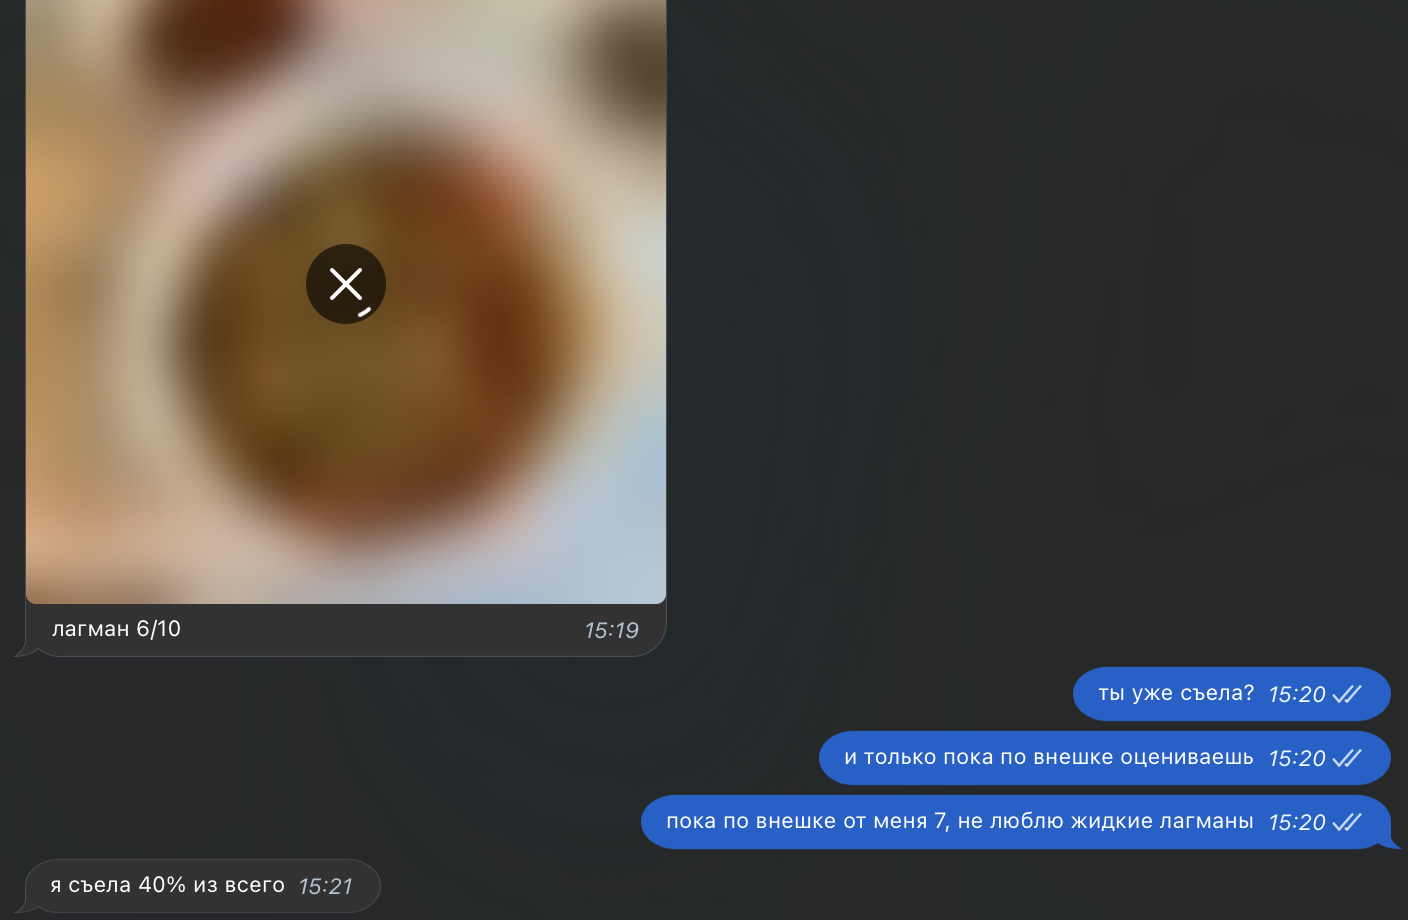 лагман 6/10 15:19
ты уже съела? 15:20
и только пока по внешке оцениваешь 15:20
пока по внешке от меня 7, не люблю жидкие лагманы 15:20
я съела 40% из всего 15:21